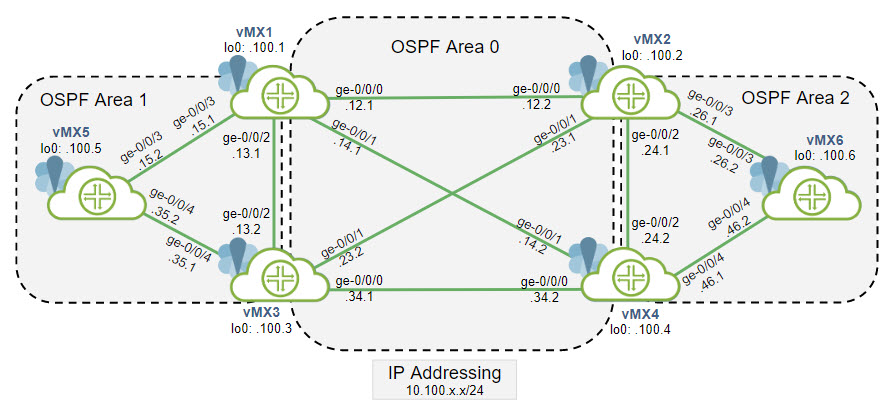 OSPF Area 0
OSPF Area 1
OSPF Area 2
vMX1
lo0: .100.1
vMX2
lo0: .100.2
ge-0/0/0
.12.1
ge-0/0/0
.12.2
ge-0/0/3
.15.1
ge-0/0/3
.15.2
ge-0/0/2
.13.1
ge-0/0/1
.14.1
ge-0/0/1
.23.1
ge-0/0/2
.24.1
ge-0/0/3
.26.1
ge-0/0/3
.26.2
vMX5
lo0: .100.5
vMX6
lo0: .100.6
ge-0/0/4
.35.2
ge-0/0/4
.35.1
ge-0/0/2
.13.2
ge-0/0/1
.23.2
ge-0/0/1
.14.2
ge-0/0/2
.24.2
ge-0/0/4
.46.2
ge-0/0/4
.46.1
ge-0/0/0
.34.1
ge-0/0/0
.34.2
vMX3
lo0: .100.3
vMX4
lo0: .100.4
IP Addressing
10.100.x.x/24